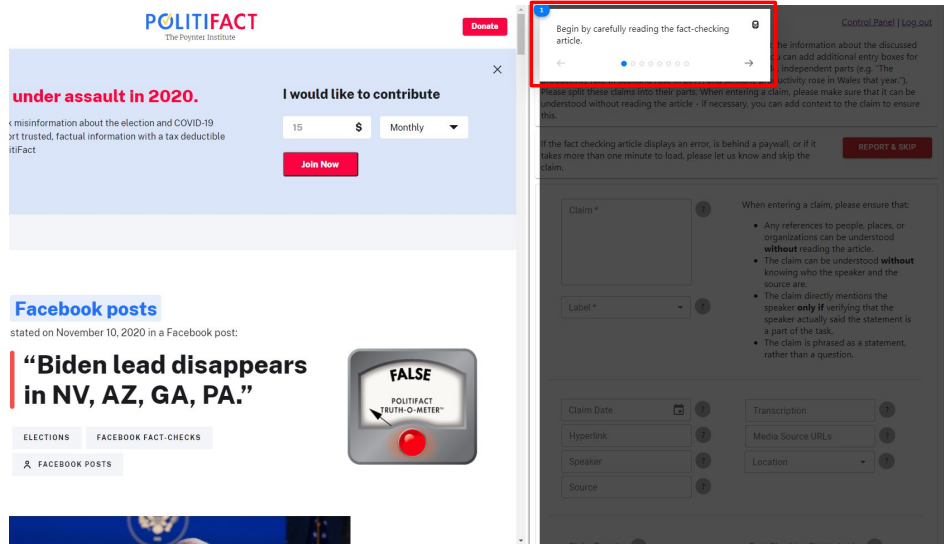 POLITIFACT
The Poynter Institute
Donate
under assault in 2020.
k misinformation about the election and COVID-19
ort trusted, factual information with a tax deductible
itiFact
I would like to contribute
15 $ Monthly
Join Now
Facebook posts
stated on November 10, 2020 in a Facebook post:
“Biden lead disappears
in NV, AZ, GA, PA.”
ELECTIONS FACEBOOK FACT-CHECKS
FACEBOOK POSTS
FALSE
POLITIFACT
TRUTH-O-METER™
1
Begin by carefully reading the fact-checking
article.
Control Panel | Log out
the information about the discussed
can add additional entry boxes for
independent parts (e.g. "The
uctivity rose in Wales that year.").
Please split these claims into their parts. When entering a claim, please make sure that it can be
understood without reading the article - if necessary, you can add context to the claim to ensure
this.
If the fact checking article displays an error, is behind a paywall, or if it
takes more than one minute to load, please let us know and skip the
claim.
REPORT & SKIP
Claim *
?
Label *
?
When entering a claim, please ensure that:
• Any references to people, places, or
organizations can be understood
without reading the article.
• The claim can be understood without
knowing who the speaker and the
source are.
• The claim directly mentions the
speaker only if verifying that the
speaker actually said the statement is
a part of the task.
• The claim is phrased as a statement,
rather than a question.
Claim Date ? Transcription ?
Hyperlink ? Media Source URLs ?
Speaker ? Location ?
Source ?